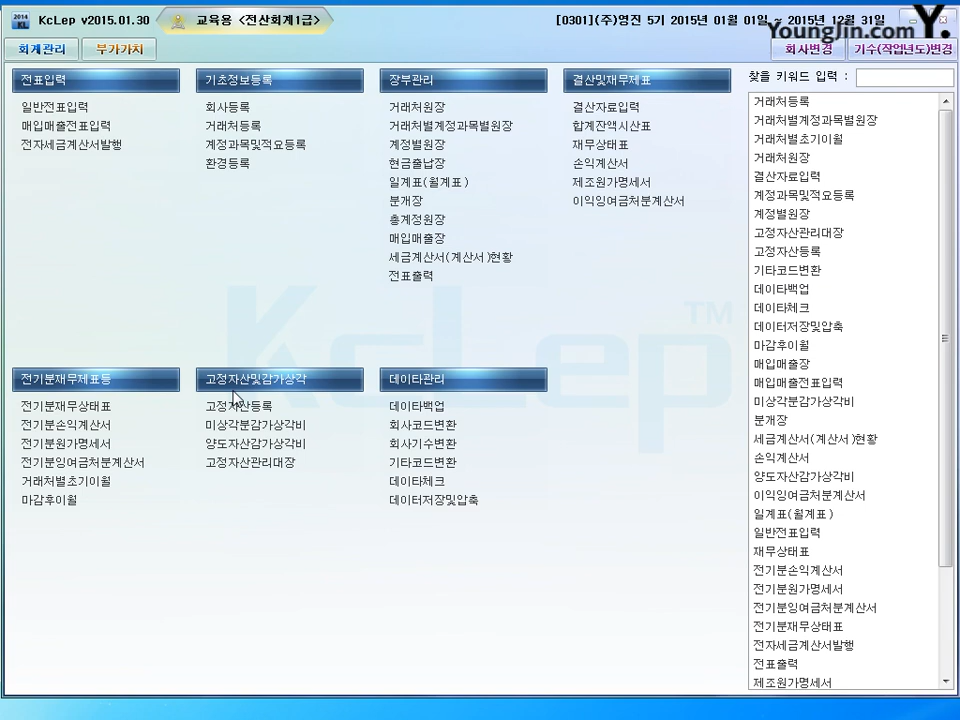 KcLep v2015.01.30
교육용 <전산회계1급>
[0301](주)영진 5기 2015년 01월 01일 ~ 2015년 12월 31일
YoungJin.com Y.
회계관리
부가가치
회사변경
기수(작업년도)변경
전표입력
일반전표입력
매입매출전표입력
전자세금계산서발행
기초정보등록
회사등록
거래처등록
계정과목및적요등록
환경등록
장부관리
거래처원장
거래처별계정과목별원장
계정별원장
현금출납장
일계표(월계표)
분개장
총계정원장
매입매출장
세금계산서(계산서)현황
전표출력
결산및재무제표
결산자료입력
합계잔액시산표
재무상태표
손익계산서
제조원가명세서
이익잉여금처분계산서
KcLep TM
전기분재무제표등
전기분재무상태표
전기분손익계산서
전기분원가명세서
전기분잉여금처분계산서
거래처별초기이월
마감후이월
고정자산및감가상각
고정자산등록
미상각분감가상각비
양도자산감가상각비
고정자산관리대장
데이타관리
데이타백업
회사코드변환
회사기수변환
기타코드변환
데이타체크
데이터저장및압축
찾을 키워드 입력 :
거래처등록
거래처별계정과목별원장
거래처별초기이월
거래처원장
결산자료입력
계정과목및적요등록
계정별원장
고정자산관리대장
고정자산등록
기타코드변환
데이타백업
데이타체크
데이터저장및압축
마감후이월
매입매출장
매입매출전표입력
미상각분감가상각비
분개장
세금계산서(계산서)현황
손익계산서
양도자산감가상각비
이익잉여금처분계산서
일계표(월계표)
일반전표입력
재무상태표
전기분손익계산서
전기분원가명세서
전기분잉여금처분계산서
전기분재무상태표
전자세금계산서발행
전표출력
제조원가명세서